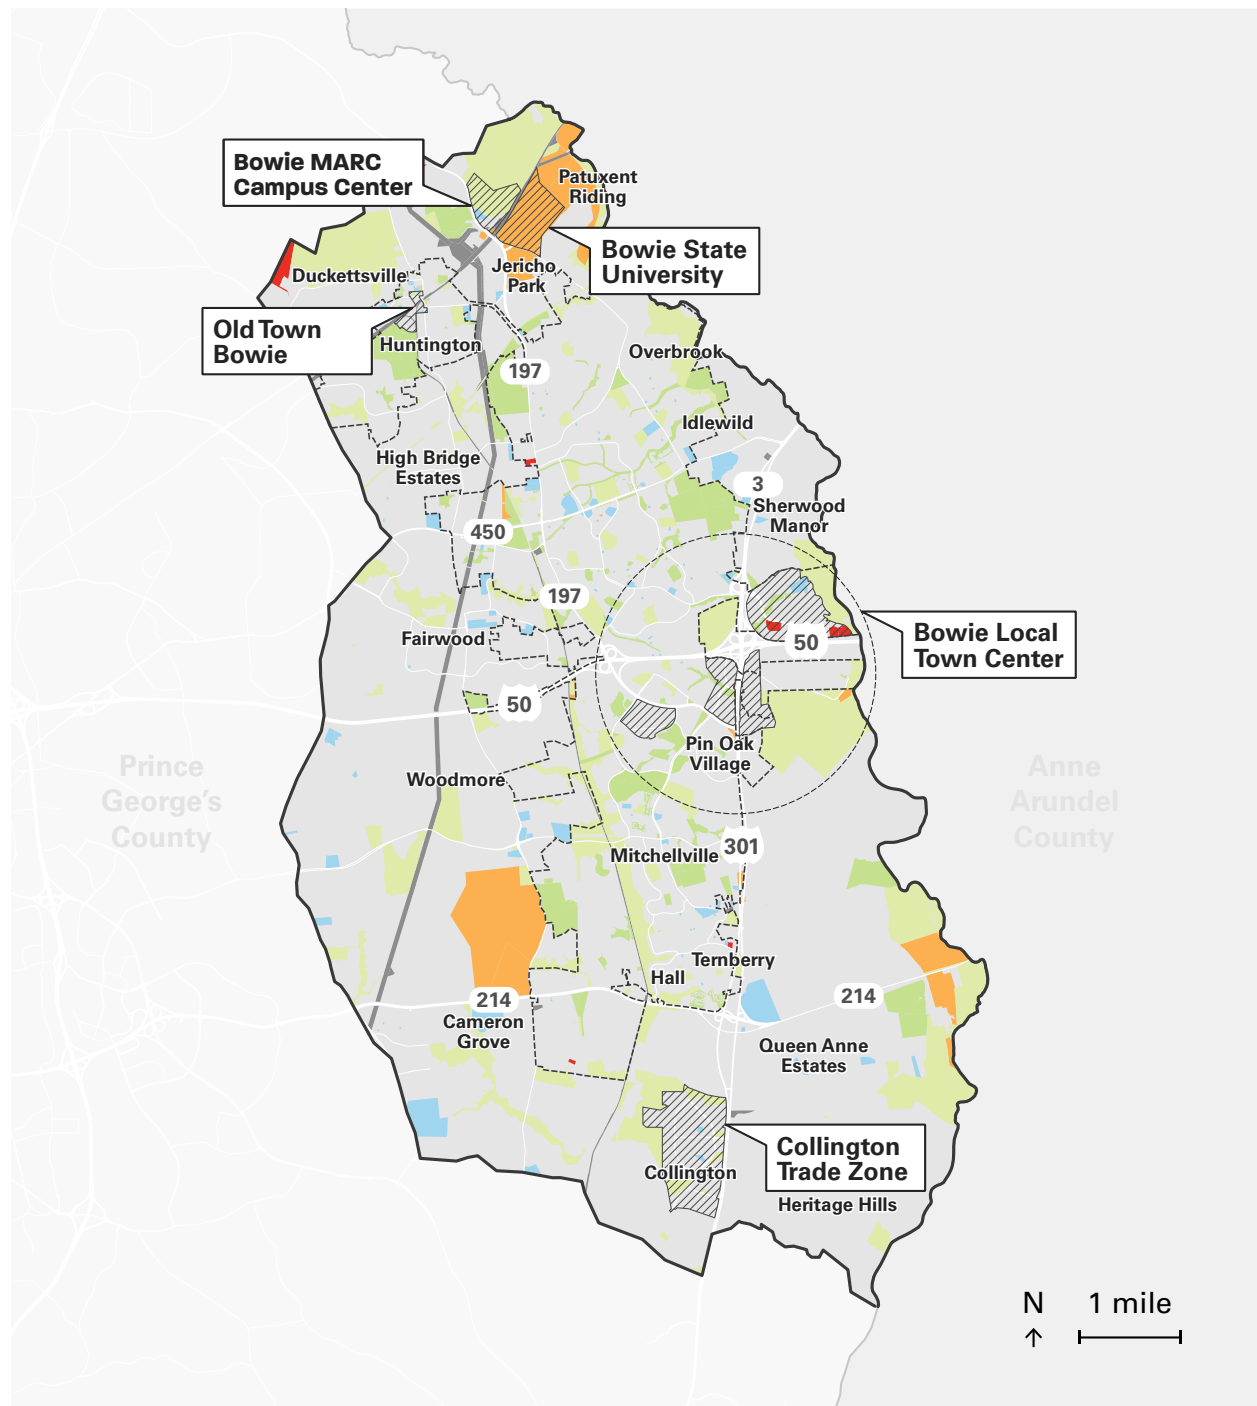 Bowie MARC
Campus Center
Patuxent
Riding
Bowie State
University
Duckettsville
Jericho
Park
Old Town
Bowie
Huntington
Overbrook
197
Idlewild
High Bridge
Estates
3
Sherwood
Manor
450
197
Fairwood
50
Bowie Local
Town Center
50
Pin Oak
Village
Prince
George's
County
Woodmore
Anne
Arundel
County
Mitchellville
301
Ternberry
Hall
214
214
Cameron
Grove
Queen Anne
Estates
Collington
Trade Zone
Collington
Heritage Hills
N
1 mile